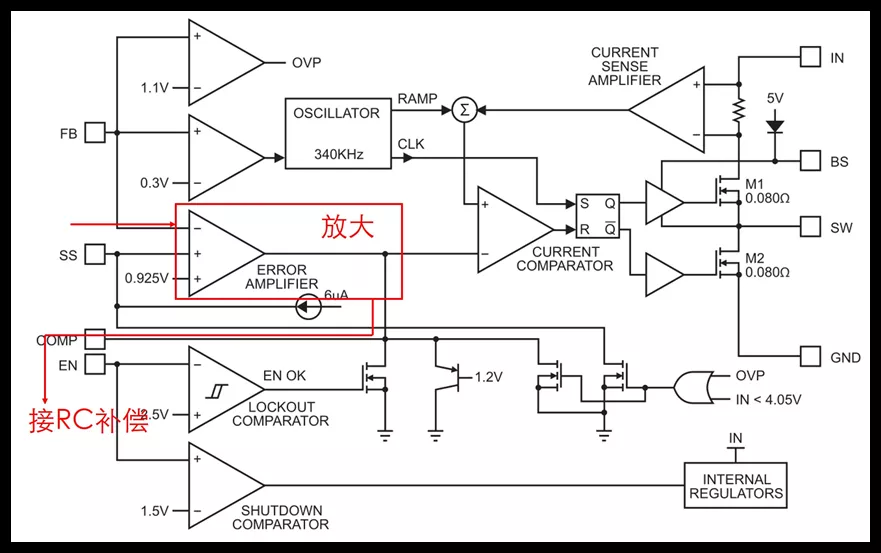 OVP
1.1V
FB
OSCILLATOR
340KHz
RAMP
CLK
Σ
CURRENT
SENSE
AMPLIFIER
IN
5V
BS
0.3V
M1
0.080Ω
S Q
R Q̅
SW
放大
SS
0.925V
ERROR
AMPLIFIER
CURRENT
COMPARATOR
M2
0.080Ω
6uA
COMP
GND
EN
EN OK
1.2V
OVP
IN < 4.05V
LOCKOUT
COMPARATOR
接RC补偿
.5V
IN
INTERNAL
REGULATORS
1.5V
SHUTDOWN
COMPARATOR